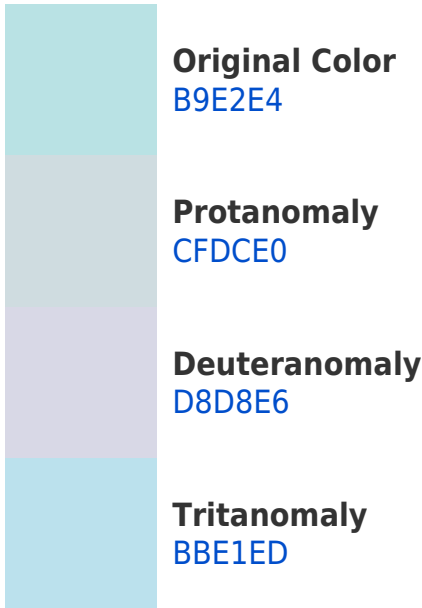 Original Color
B9E2E4
Protanomaly
CFDCE0
Deuteranomaly
D8D8E6
Tritanomaly
BBE1ED